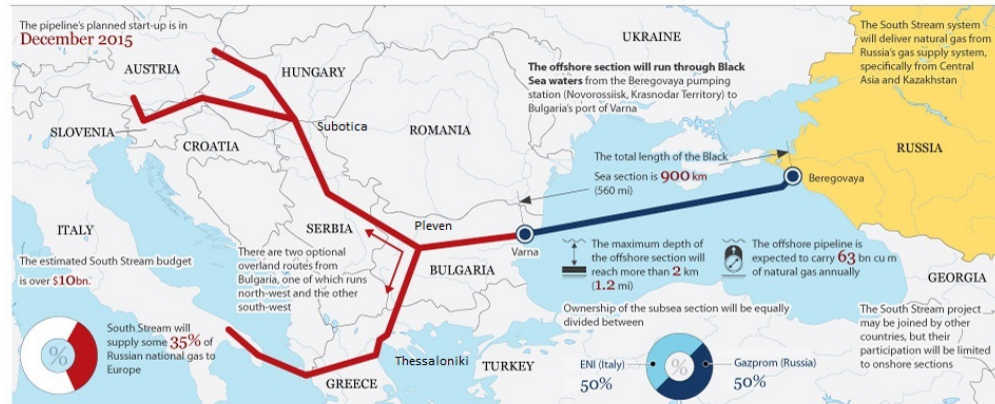 The pipeline's planned start-up is in
December 2015
AUSTRIA
HUNGARY
SLOVENIA
CROATIA
Subotica
ROMANIA
UKRAINE
The offshore section will run through Black
Sea waters from the Beregovaya pumping
station (Novorossiisk, Krasnodar Territory) to
Bulgaria's port of Varna
The South Stream system
will deliver natural gas from
Russia's gas supply system,
specifically from Central
Asia and Kazakhstan
RUSSIA
The total length of the Black
Sea section is 900 km
(560 mi)
Beregovaya
ITALY
SERBIA
Pleven
Varna
BULGARIA
The estimated South Stream budget
is over $10bn.
There are two optional
overland routes from
Bulgaria, one of which runs
north-west and the other
south-west
The maximum depth of
the offshore section will
reach more than 2 km
(1.2 mi)
The offshore pipeline is
expected to carry 63 bn cu m
of natural gas annually
GEORGIA
%
South Stream will
supply some 35% of
Russian national gas to
Europe
GREECE
Thessaloniki
TURKEY
Ownership of the subsea section will be equally
divided between
ENI (Italy)
50%
%
Gazprom (Russia)
50%
The South Stream project
may be joined by other
countries, but their
participation will be limited
to onshore sections